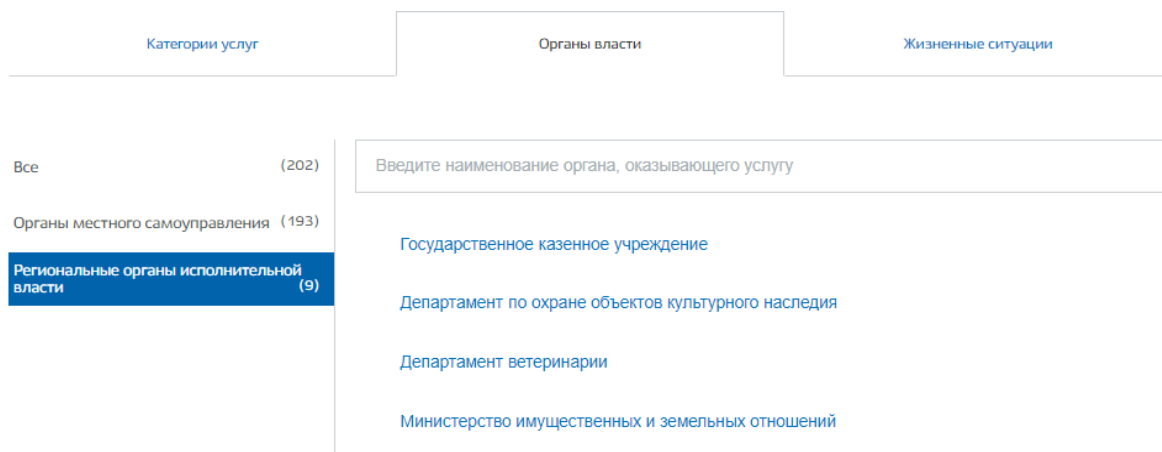 Категории услуг
Органы власти
Жизненные ситуации
Все (202)
Органы местного самоуправления (193)
Региональные органы исполнительной
власти (9)
Введите наименование органа, оказывающего услугу
Государственное казенное учреждение
Департамент по охране объектов культурного наследия
Департамент ветеринарии
Министерство имущественных и земельных отношений